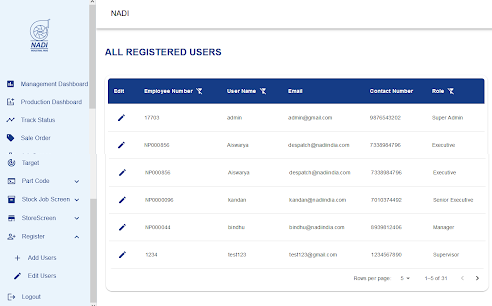 NADI
NADI
ALL REGISTERED USERS
Management Dashboard
Production Dashboard
Track Status
Sale Order
Target
Part Code
Stock Job Screen
StoreScreen
Register
Add Users
Edit Users
Logout
Edit Employee Number User Name Email Contact Number Role
17703 admin admin@gmail.com 9876543202 Super Admin
NP000856 Aiswarya despatch@nadiindia.com 7338984796 Executive
NP000856 Aiswarya despatch@nadiindia.com 7338984796 Executive
NP0000096 kandan kandan@nadiindia.com 7010374492 Senior Executive
NP000044 bindhu bindhu@nadiindia.com 0909812406 Manager
1234 test123 test123@gmail.com 1234567890 Supervisor
Rows per page: 5 1–5 of 31